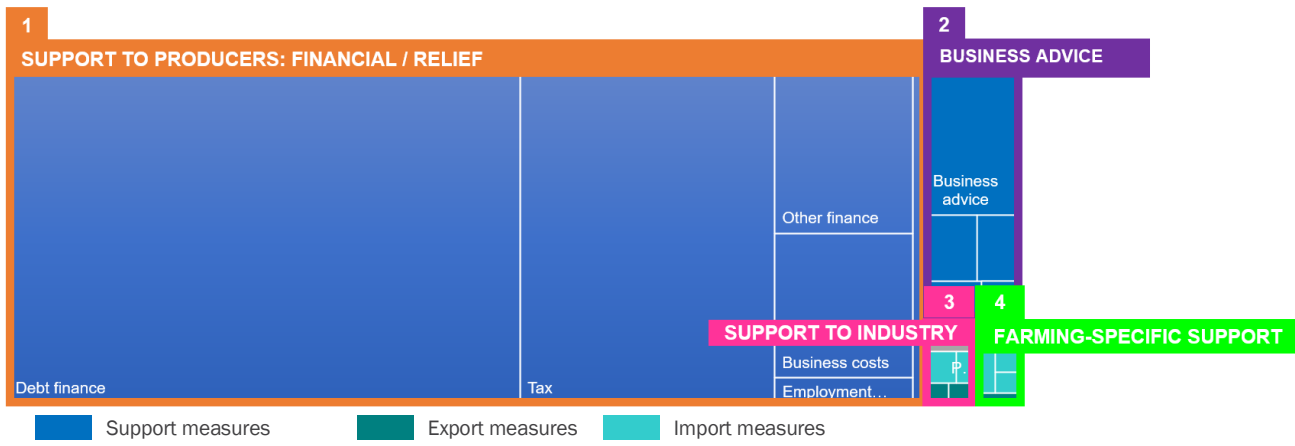 1
SUPPORT TO PRODUCERS: FINANCIAL / RELIEF
2
BUSINESS ADVICE
Business
advice
Other finance
3
4
SUPPORT TO INDUSTRY
FARMING-SPECIFIC SUPPORT
Business costs
P.
Debt finance
Tax
Employment…
Support measures
Export measures
Import measures